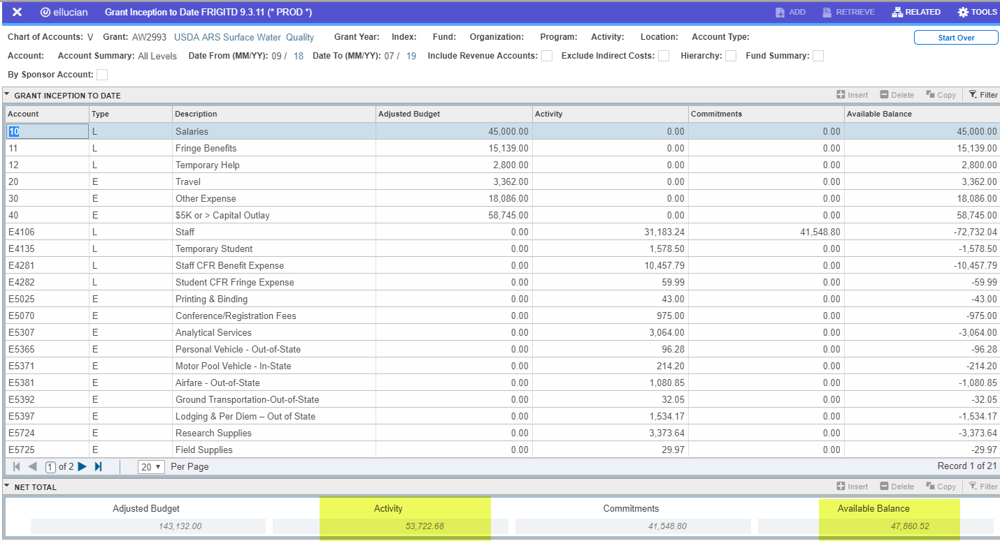 ellucian Grant Inception to Date FRIGITD 9.3.11 (* PROD *) ADD RETRIEVE RELATED TOOLS
Chart of Accounts: V Grant: AW2993 USDA ARS Surface Water Quality Grant Year: Index: Fund: Organization: Program: Activity: Location: Account Type: Start Over
Account: Account Summary: All Levels Date From (MM/YY): 09 / 18 Date To (MM/YY): 07 / 19 Include Revenue Accounts: Exclude Indirect Costs: Hierarchy: Fund Summary:
By Sponsor Account:
GRANT INCEPTION TO DATE Insert Delete Copy Filter
Account Type Description Adjusted Budget Activity Commitments Available Balance
10 L Salaries 45,000.00 0.00 0.00 45,000.00
11 L Fringe Benefits 15,139.00 0.00 0.00 15,139.00
12 L Temporary Help 2,800.00 0.00 0.00 2,800.00
20 E Travel 3,362.00 0.00 0.00 3,362.00
30 E Other Expense 18,086.00 0.00 0.00 18,086.00
40 E $5K or > Capital Outlay 58,745.00 0.00 0.00 58,745.00
E4106 L Staff 0.00 31,183.24 41,548.80 -72,732.04
E4135 L Temporary Student 0.00 1,578.50 0.00 -1,578.50
E4281 L Staff CFR Benefit Expense 0.00 10,457.79 0.00 -10,457.79
E4282 L Student CFR Fringe Expense 0.00 59.99 0.00 -59.99
E5025 E Printing & Binding 0.00 43.00 0.00 -43.00
E5070 E Conference/Registration Fees 0.00 975.00 0.00 -975.00
E5307 E Analytical Services 0.00 3,064.00 0.00 -3,064.00
E5365 E Personal Vehicle - Out-of-State 0.00 96.28 0.00 -96.28
E5371 E Motor Pool Vehicle - In-State 0.00 214.20 0.00 -214.20
E5381 E Airfare - Out-of-State 0.00 1,080.85 0.00 -1,080.85
E5392 E Ground Transportation-Out-of-State 0.00 32.05 0.00 -32.05
E5397 E Lodging & Per Diem – Out of State 0.00 1,534.17 0.00 -1,534.17
E5724 E Research Supplies 0.00 3,373.64 0.00 -3,373.64
E5725 E Field Supplies 0.00 29.97 0.00 -29.97
1 of 2 20 Per Page Record 1 of 21
NET TOTAL Insert Delete Copy Filter
Adjusted Budget Activity Commitments Available Balance
143,132.00 53,722.68 41,548.80 47,860.52